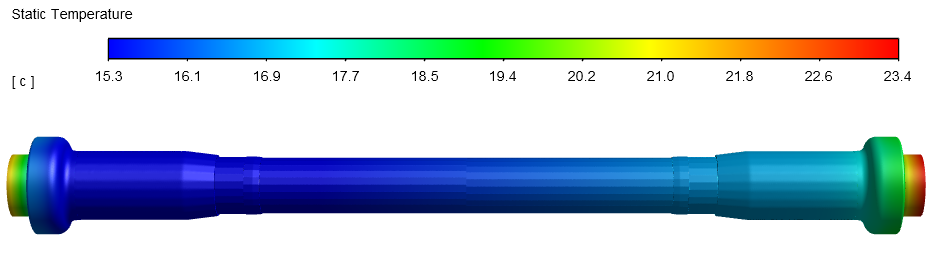 Static Temperature
15.3 16.1 16.9 17.7 18.5 19.4 20.2 21.0 21.8 22.6 23.4
[ c ]